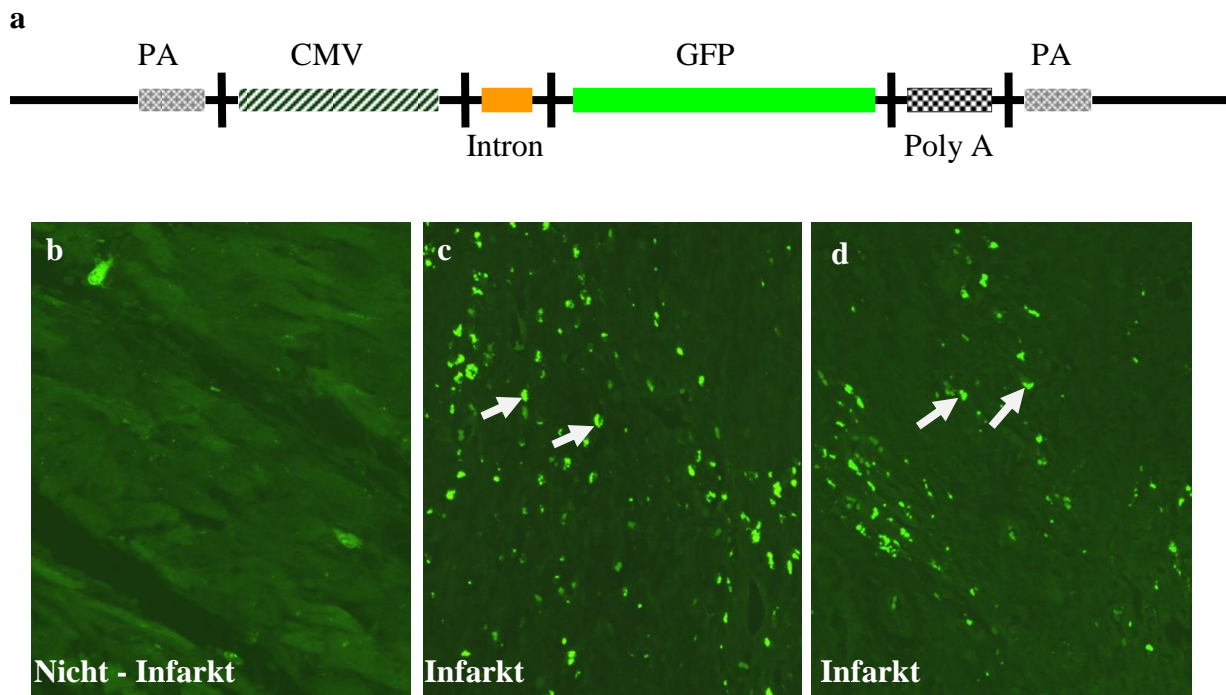 a
PA CMV GFP PA
Intron Poly A
b c d
Nicht - Infarkt Infarkt Infarkt